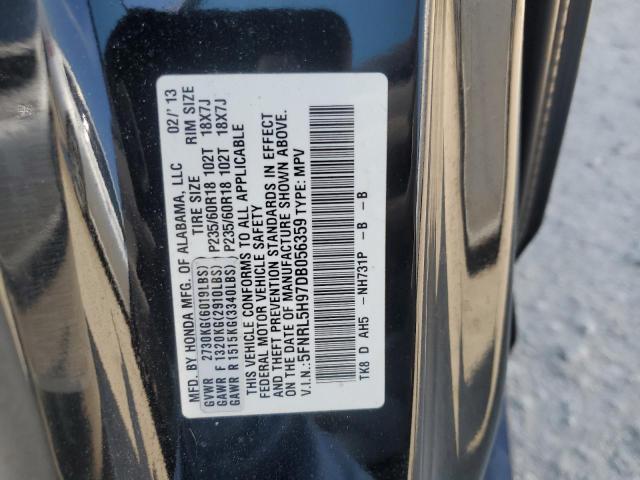 MFD. BY HONDA MFG. OF ALABAMA, LLC 02/'13
TIRE SIZE RIM SIZE
GVWR 2730KG(6019LBS)
GAWR F 1320KG(2910LBS) P235/60R18 102T 18X7J
GAWR R 1515KG(3340LBS) P235/60R18 102T 18X7J
THIS VEHICLE CONFORMS TO ALL APPLICABLE
FEDERAL MOTOR VEHICLE SAFETY
AND THEFT PREVENTION STANDARDS IN EFFECT
ON THE DATE OF MANUFACTURE SHOWN ABOVE.
V.I.N.:5FNRL5H97DB056359 TYPE: MPV
TK8 D AH5 -NH731P -B -B